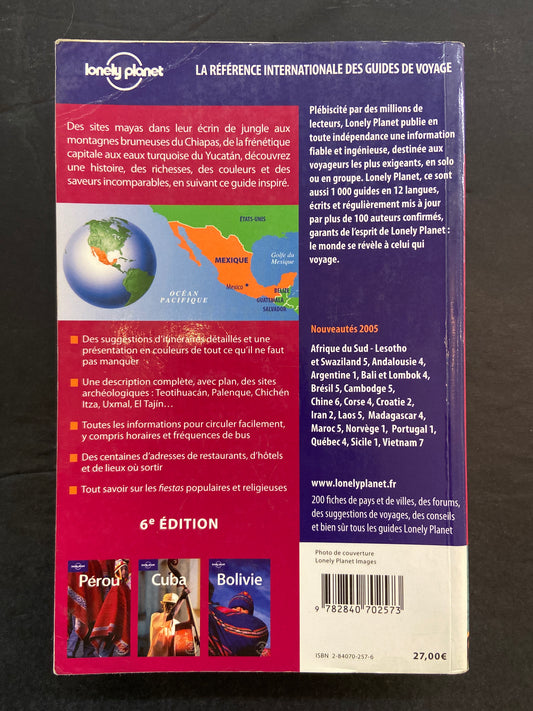 lonely planet
LA RÉFÉRENCE INTERNATIONALE DES GUIDES DE VOYAGE
Des sites mayas dans leur écrin de jungle aux
montagnes brumeuses du Chiapas, de la frénétique
capitale aux eaux turquoise du Yucatán, découvrez
une histoire, des richesses, des couleurs et des
saveurs incomparables, en suivant ce guide inspiré.
ÉTATS-UNIS
MEXIQUE
Golfe du
Mexique
Mexico
OCÉAN
PACIFIQUE
BELIZE
GUATEMALA
SALVADOR
Des suggestions d'itinéraires détaillés et une
présentation en couleurs de tout ce qu'il ne faut
pas manquer
Une description complète, avec plan, des sites
archéologiques : Teotihuacán, Palenque, Chichén
Itza, Uxmal, El Tajín...
Toutes les informations pour circuler facilement,
y compris horaires et fréquences de bus
Des centaines d'adresses de restaurants, d'hôtels
et de lieux où sortir
Tout savoir sur les fiestas populaires et religieuses
6e ÉDITION
Pérou
Cuba
Bolivie
Plébiscité par des millions de
lecteurs, Lonely Planet publie en
toute indépendance une information
fiable et ingénieuse, destinée aux
voyageurs les plus exigeants, en solo
ou en groupe. Lonely Planet, ce sont
aussi 1 000 guides en 12 langues,
écrits et régulièrement mis à jour
par plus de 100 auteurs confirmés,
garants de l'esprit de Lonely Planet :
le monde se révèle à celui qui
voyage.
Nouveautés 2005
Afrique du Sud - Lesotho
et Swaziland 5, Andalousie 4,
Argentine 1, Bali et Lombok 4,
Brésil 5, Cambodge 5,
Chine 6, Corse 4, Croatie 2,
Iran 2, Laos 5, Madagascar 4,
Maroc 5, Norvège 1, Portugal 1,
Québec 4, Sicile 1, Vietnam 7
www.lonelyplanet.fr
200 fiches de pays et de villes, des forums,
des suggestions de voyages, des conseils
et bien sûr tous les guides Lonely Planet
Photo de couverture
Lonely Planet Images
9 782840 702573
ISBN 2-84070-257-6
27,00€